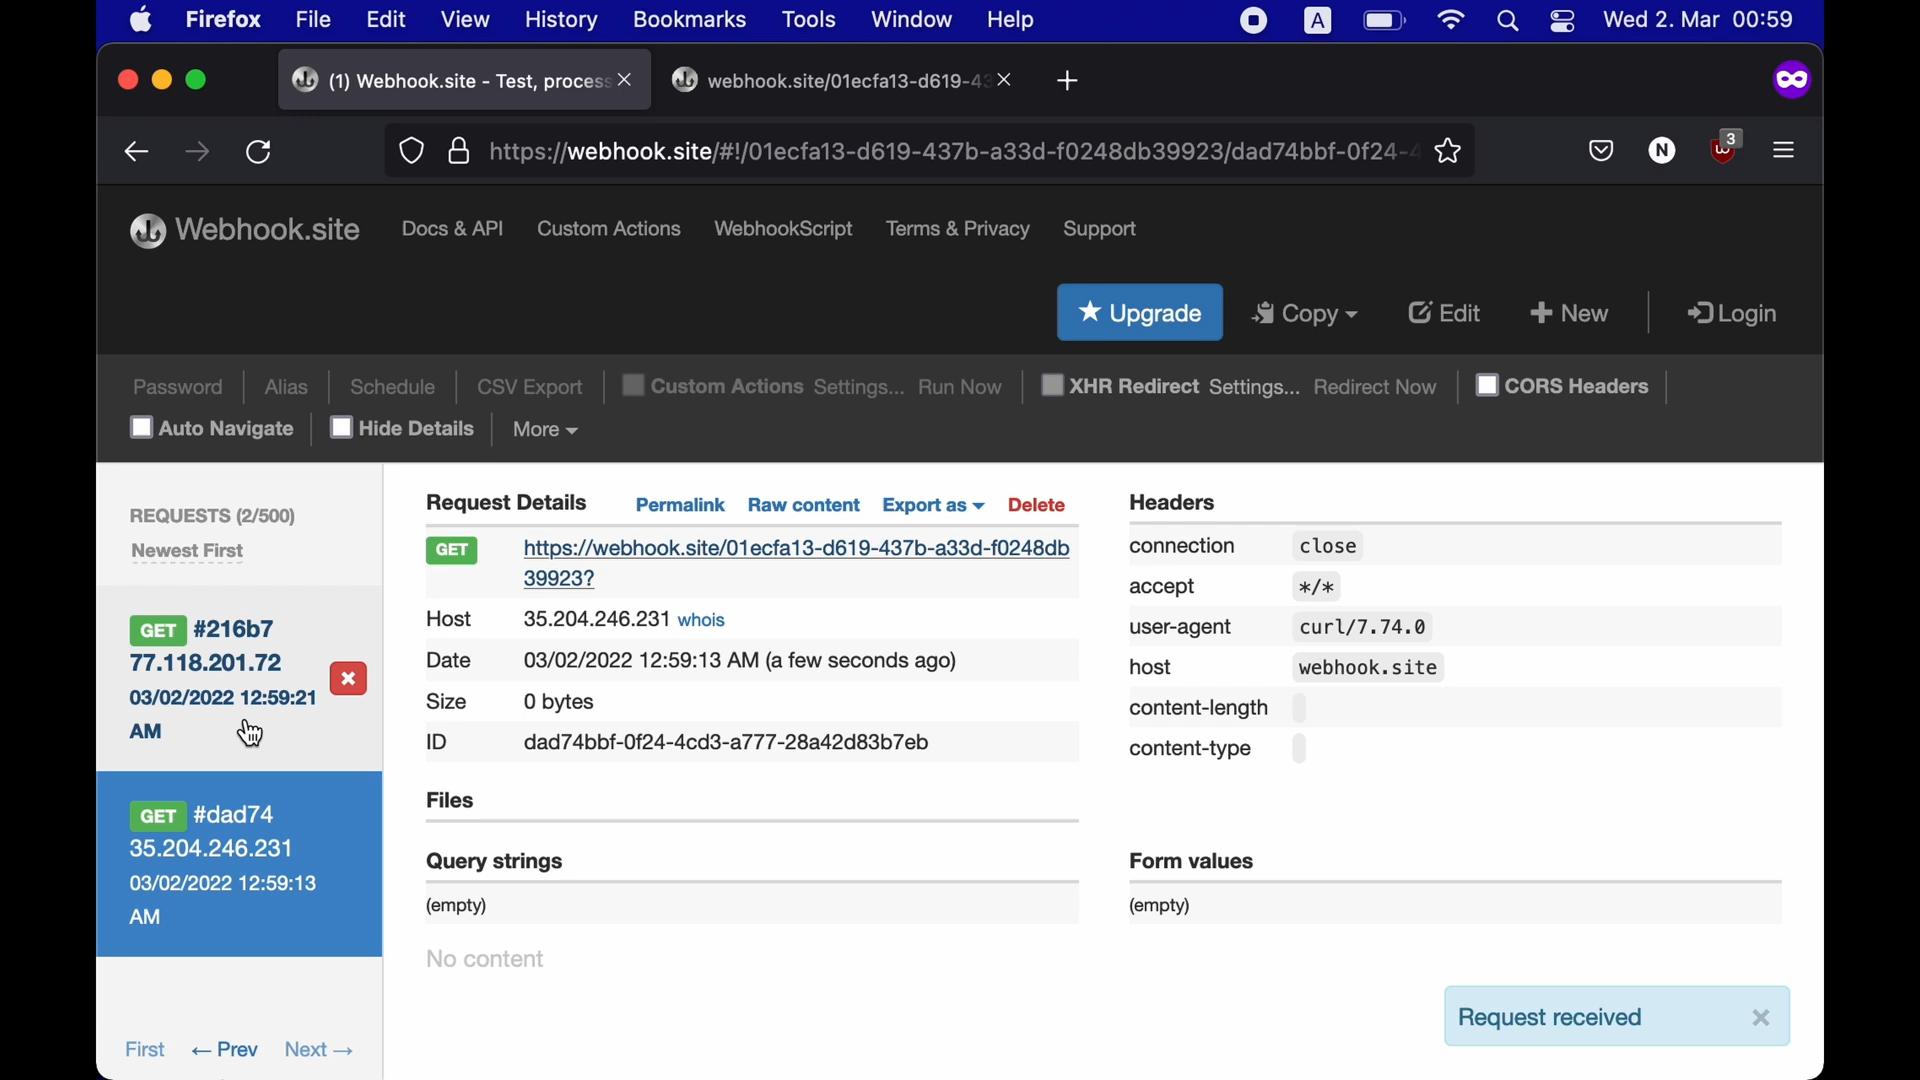 Firefox File Edit View History Bookmarks Tools Window Help A Wed 2. Mar 00:59
(1) Webhook.site - Test, process
webhook.site/01ecfa13-d619-43
https://webhook.site/#!/01ecfa13-d619-437b-a33d-f0248db39923/dad74bbf-0f24-4
N 3
Webhook.site Docs & API Custom Actions WebhookScript Terms & Privacy Support
Upgrade Copy Edit New Login
Password Alias Schedule CSV Export Custom Actions Settings... Run Now XHR Redirect Settings... Redirect Now CORS Headers
Auto Navigate Hide Details More
REQUESTS (2/500)
Newest First
GET #216b7
77.118.201.72
03/02/2022 12:59:21
AM
GET #dad74
35.204.246.231
03/02/2022 12:59:13
AM
First ← Prev Next →
Request Details Permalink Raw content Export as Delete
GET https://webhook.site/01ecfa13-d619-437b-a33d-f0248db
39923?
Host 35.204.246.231 whois
Date 03/02/2022 12:59:13 AM (a few seconds ago)
Size 0 bytes
ID dad74bbf-0f24-4cd3-a777-28a42d83b7eb
Files
Query strings
(empty)
No content
Headers
connection close
accept */*
user-agent curl/7.74.0
host webhook.site
content-length
content-type
Form values
(empty)
Request received